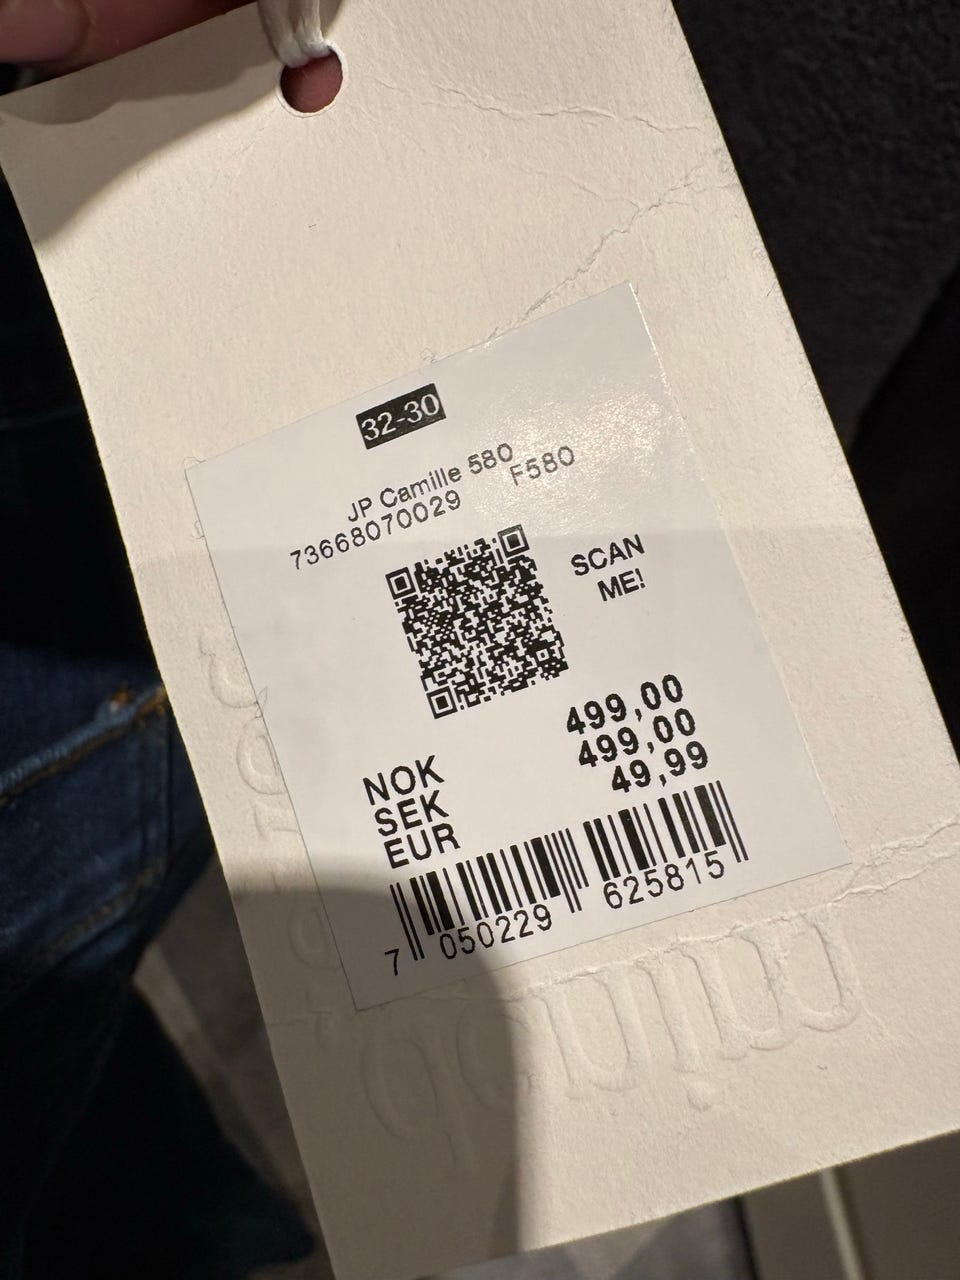 32-30
JP Camille 580
73668070029 F580
SCAN
ME!
NOK 499,00
SEK 499,00
EUR 49,99
7 050229 625815